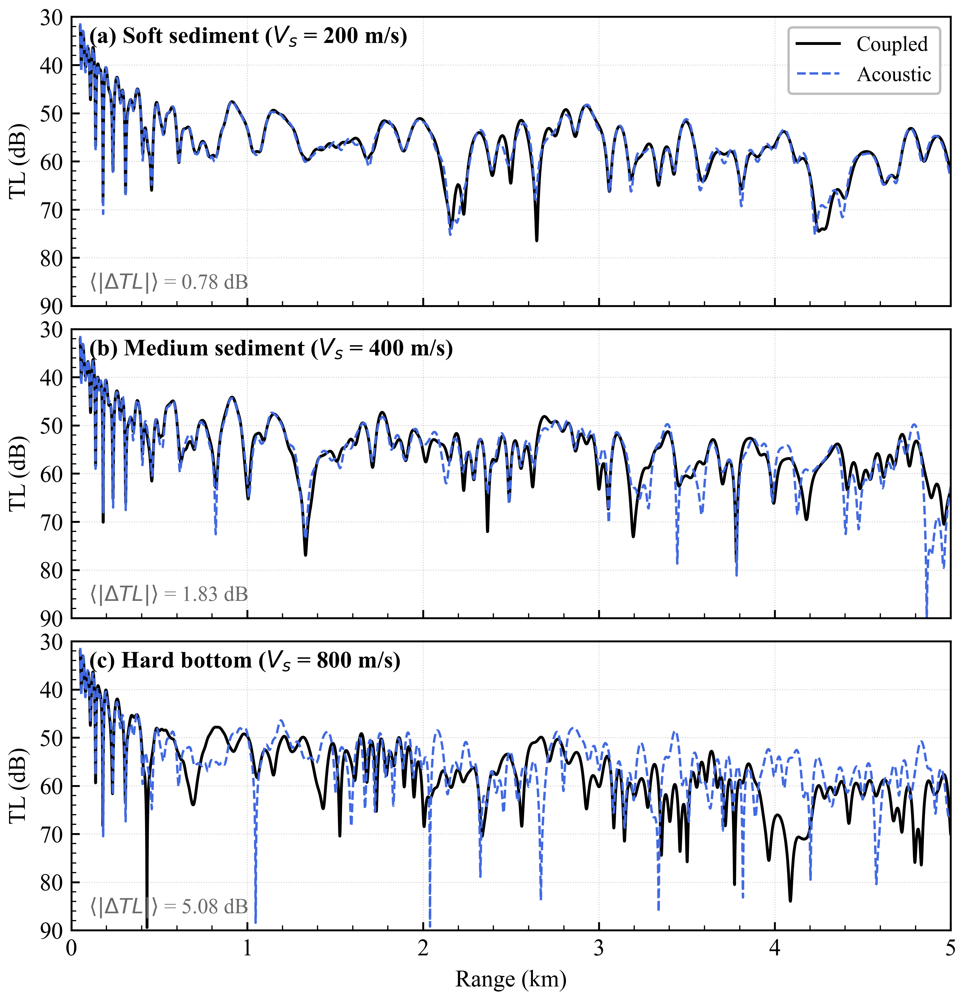 30
(a) Soft sediment (Vₛ = 200 m/s)
Coupled
Acoustic
40
50
TL (dB)
60
70
80
⟨|ΔTL|⟩ = 0.78 dB
90
30
(b) Medium sediment (Vₛ = 400 m/s)
40
50
TL (dB)
60
70
80
⟨|ΔTL|⟩ = 1.83 dB
90
30
(c) Hard bottom (Vₛ = 800 m/s)
40
50
TL (dB)
60
70
80
⟨|ΔTL|⟩ = 5.08 dB
90
0 1 2 3 4 5
Range (km)